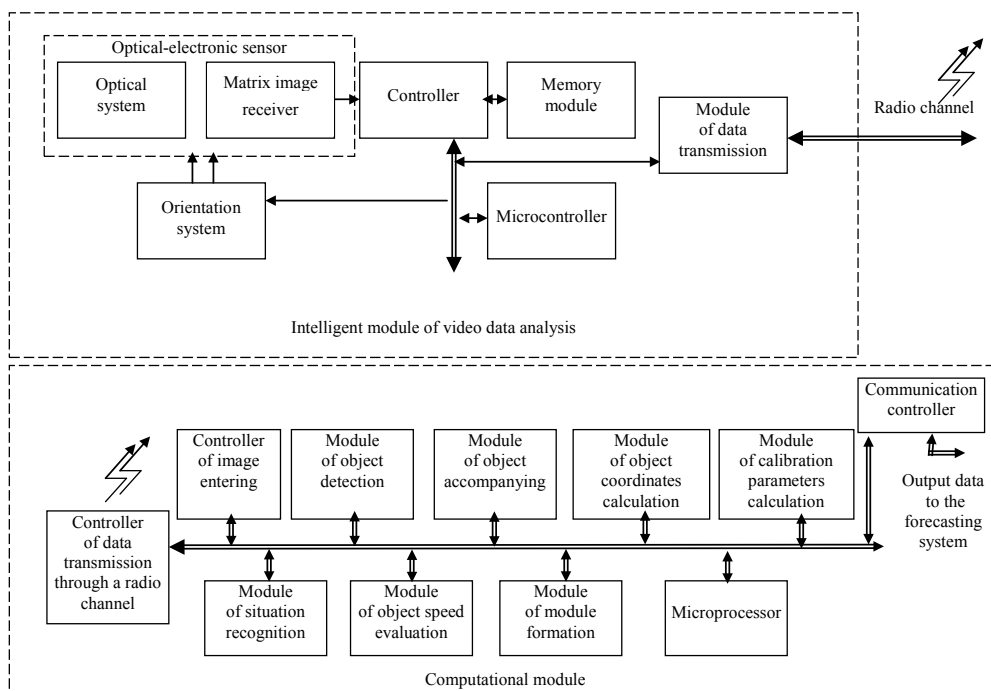 Optical-electronic sensor
Optical
system
Matrix image
receiver
Controller
Memory
module
Module
of data
transmission
Radio channel
Orientation
system
Microcontroller
Intelligent module of video data analysis
Communication
controller
Controller
of image
entering
Module
of object
detection
Module
of object
accompanying
Module
of object
coordinates
calculation
Module
of calibration
parameters
calculation
Output data
to the
forecasting
system
Controller
of data
transmission
through a radio
channel
Module
of situation
recognition
Module
of object speed
evaluation
Module
of module
formation
Microprocessor
Computational module